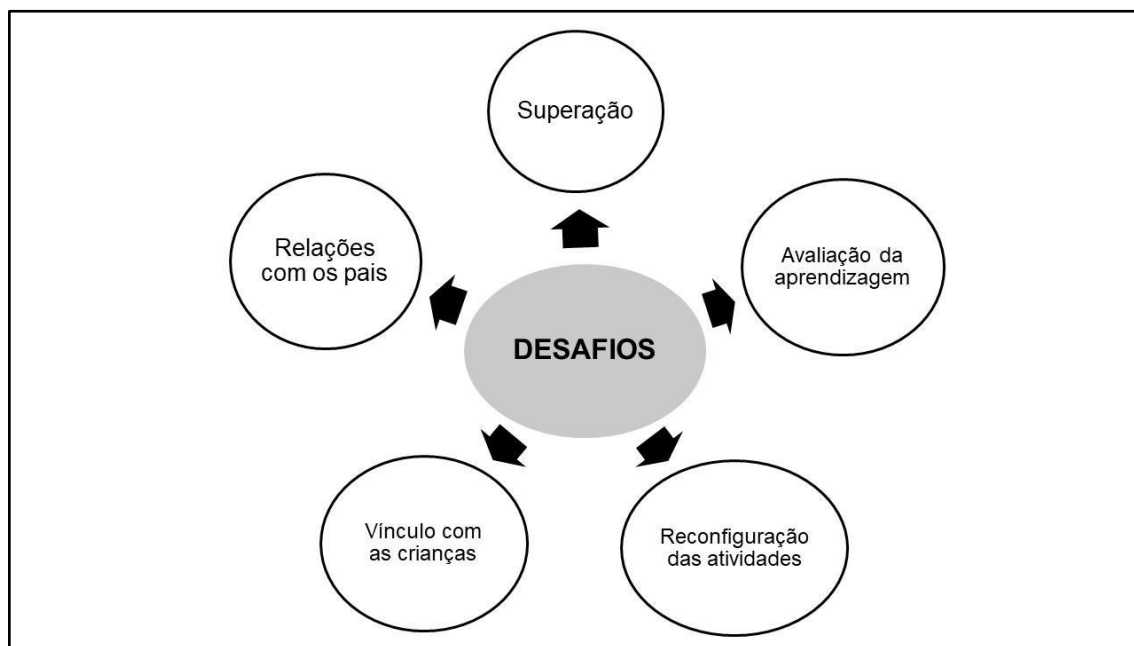 Superação
Relações
com os pais
Avaliação da
aprendizagem
DESAFIOS
Vínculo com
as crianças
Reconfiguração
das atividades